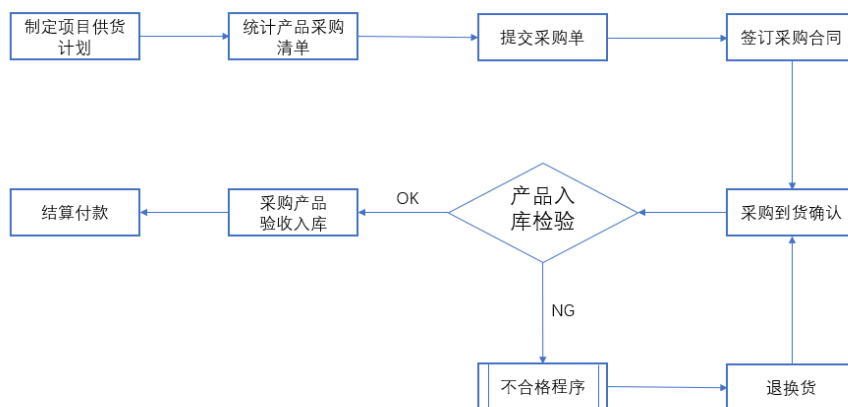 制定项目供货
计划
统计产品采购
清单
提交采购单
签订采购合同
结算付款
采购产品
验收入库
OK
产品入
库检验
采购到货确认
NG
不合格程序
退换货